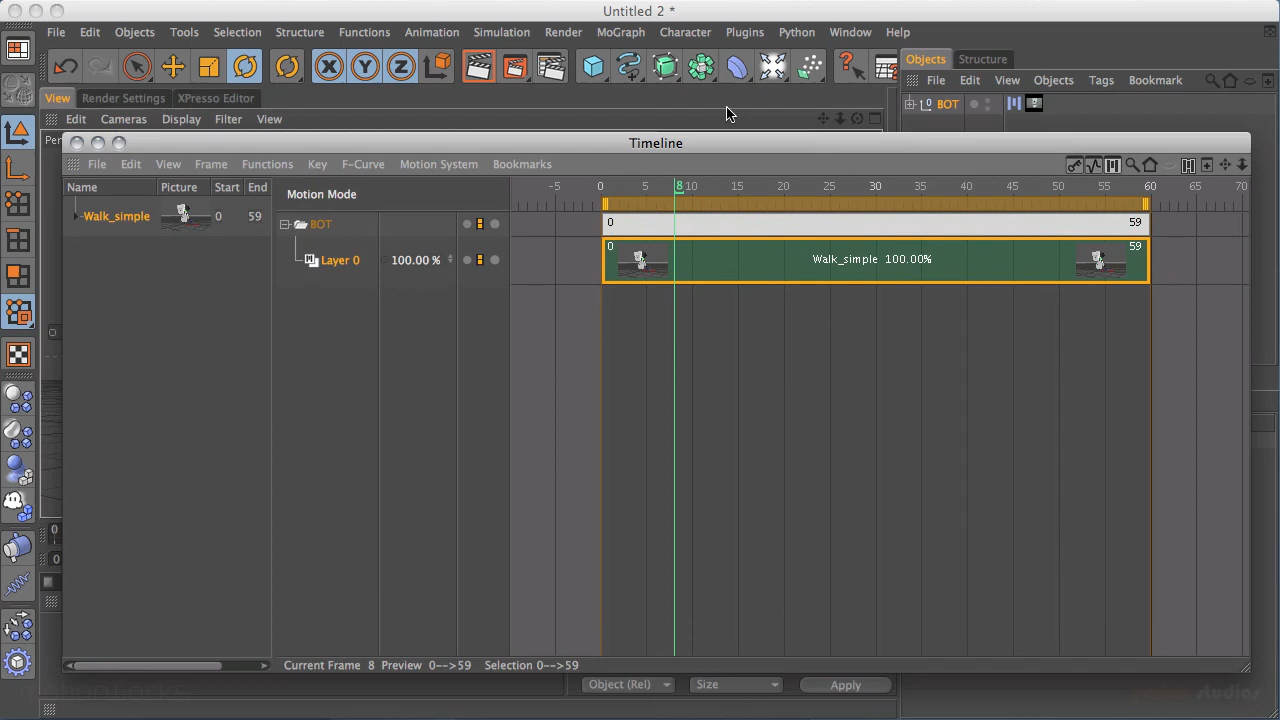 Untitled 2 *
File Edit Objects Tools Selection Structure Functions Animation Simulation Render MoGraph Character Plugins Python Window Help
Objects Structure
File Edit View Objects Tags Bookmark
View Render Settings XPresso Editor
Edit Cameras Display Filter View
BOT
Per
Timeline
File Edit View Frame Functions Key F-Curve Motion System Bookmarks
Name Picture Start End
Motion Mode
-5 0 5 8 10 15 20 25 30 35 40 45 50 55 60 65 70
Walk_simple 0 59
BOT
0 59
Layer 0 100.00 %
0 59
Walk_simple 100.00%
0
0
Current Frame 8 Preview 0-->59 Selection 0-->59
Object (Rel) Size Apply
studios